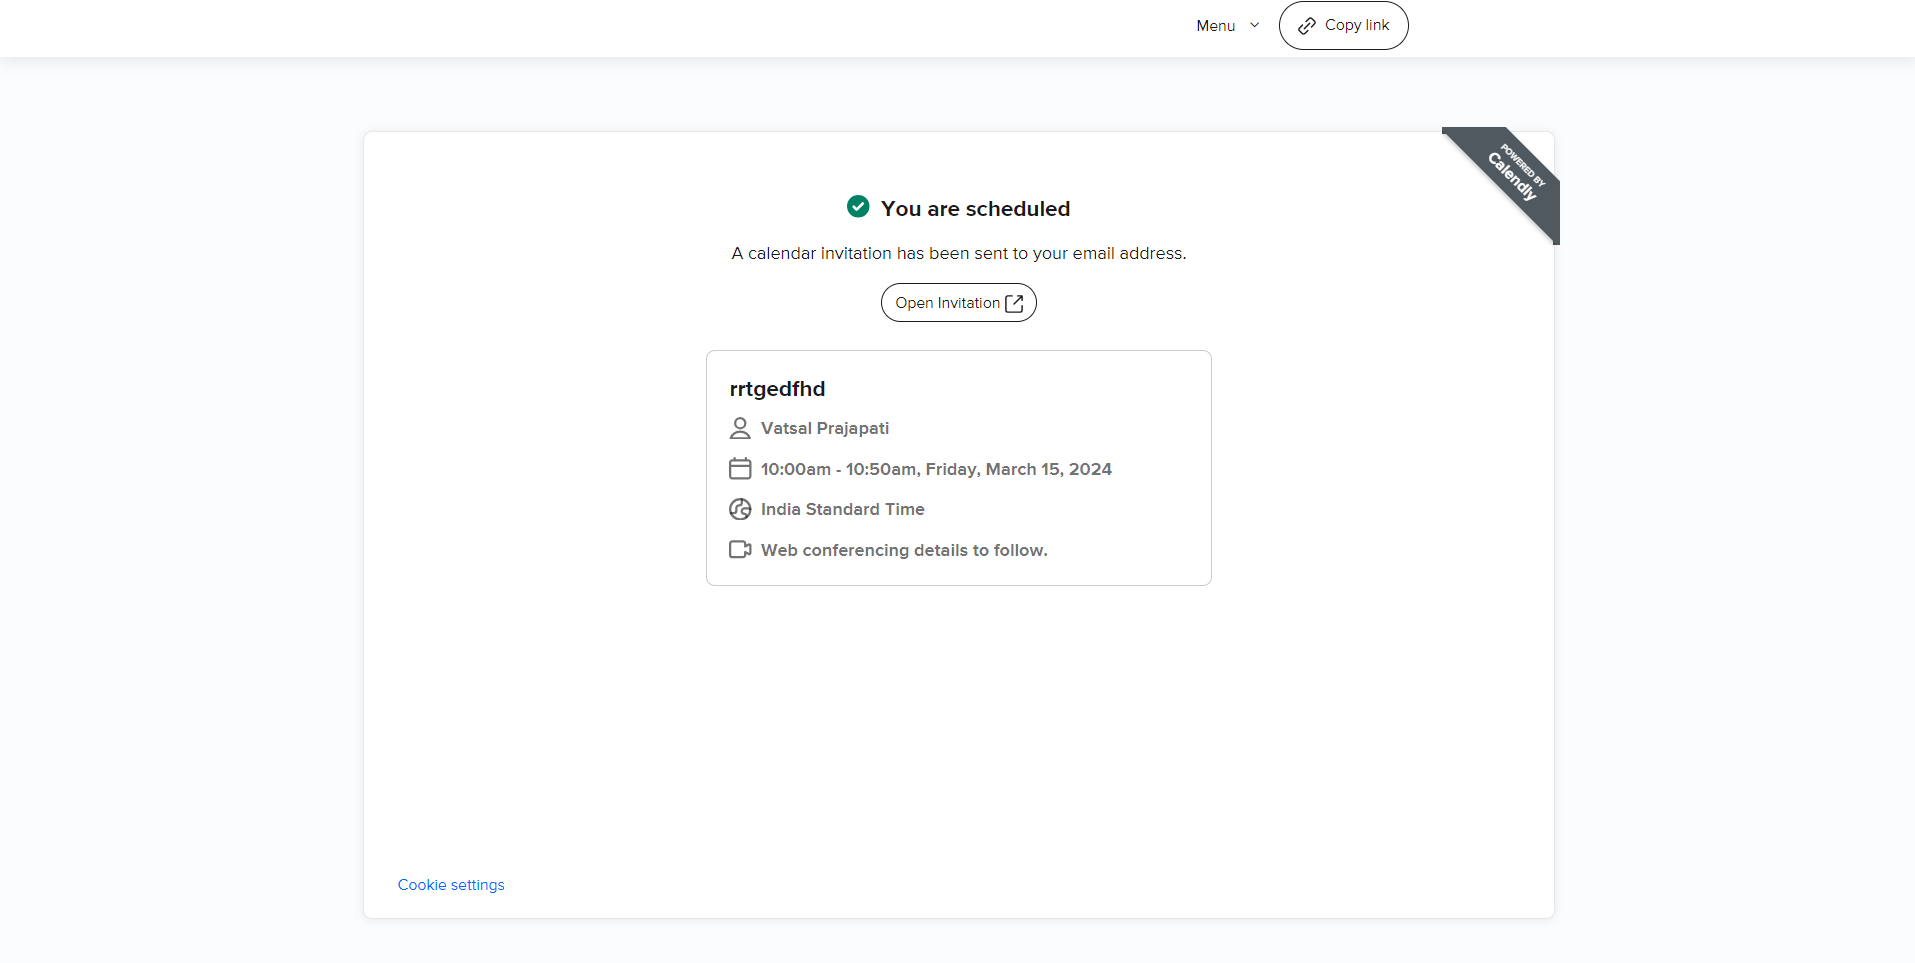 Menu
Copy link
POWERED BY
Calendly
You are scheduled
A calendar invitation has been sent to your email address.
Open Invitation
rrtgedfhd
Vatsal Prajapati
10:00am - 10:50am, Friday, March 15, 2024
India Standard Time
Web conferencing details to follow.
Cookie settings